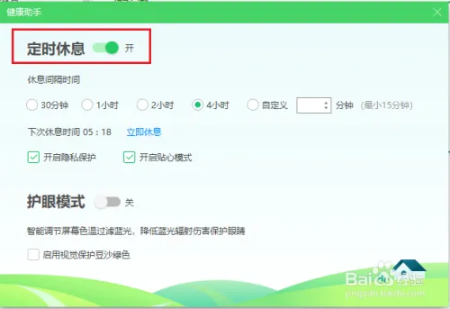 健康助手
定时休息 开
休息间隔时间
30分钟 1小时 2小时 4小时 自定义 分钟 (最小15分钟)
下次休息时间 05：18 立即休息
开启隐私保护 开启贴心模式
护眼模式 关
智能调节屏幕色温过滤蓝光，降低蓝光辐射伤害保护眼睛
启用视觉保护豆沙绿色
Baidu 经验
jingyan.baidu.com